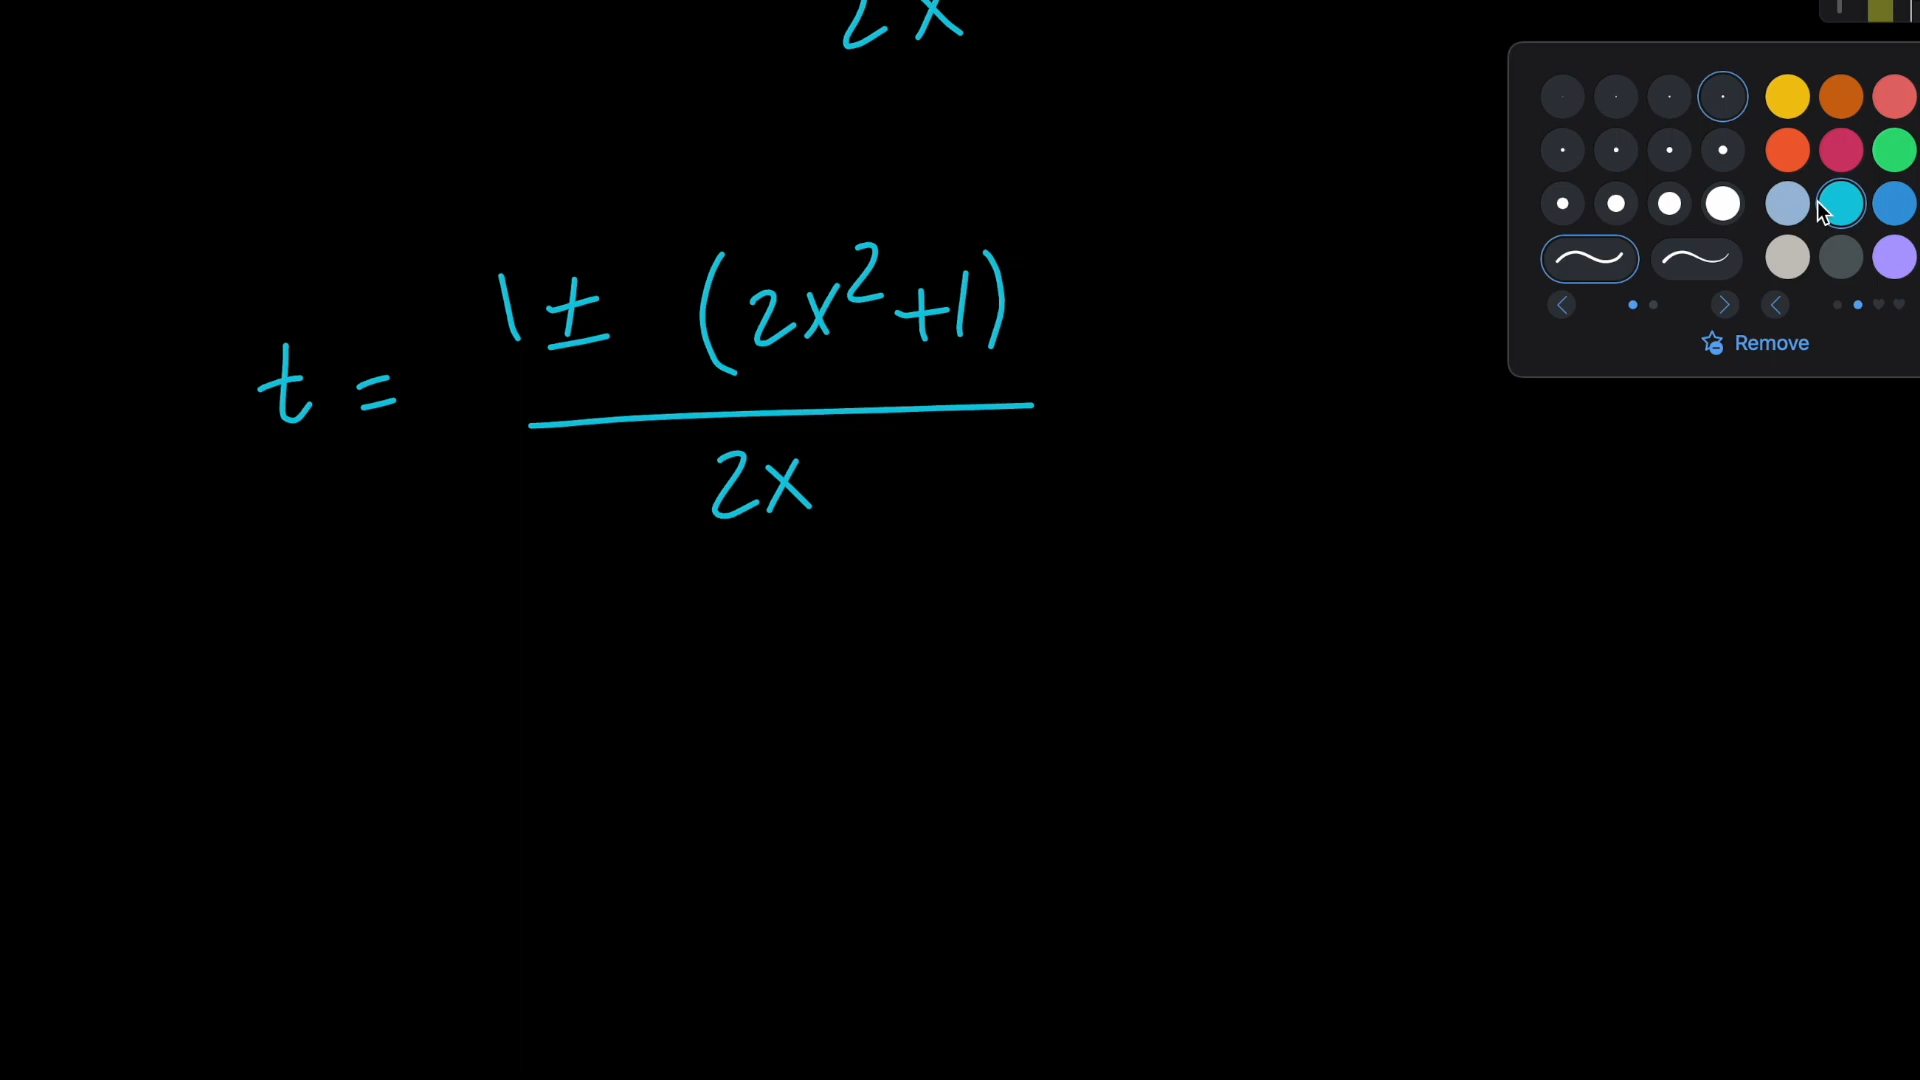 2x
t = 1 ± (2x²+1)
2x
Remove